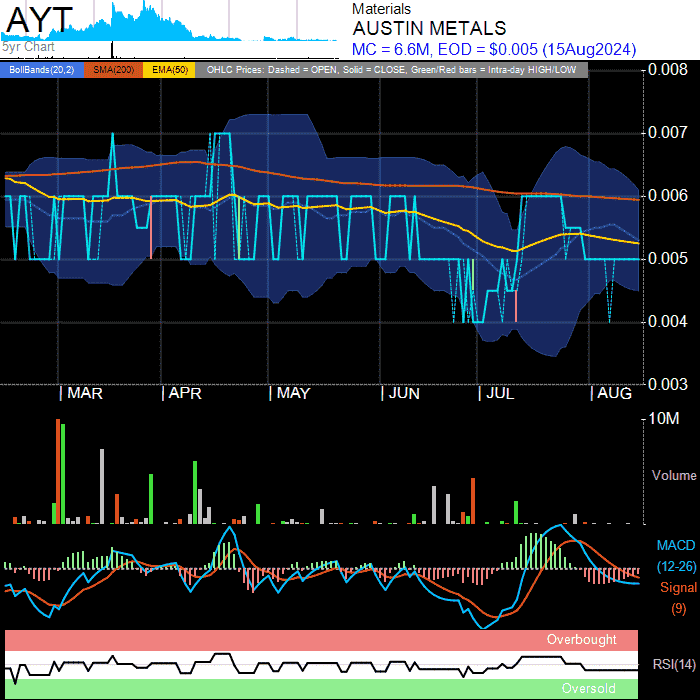 AYT
5yr Chart
Materials
AUSTIN METALS
MC = 6.6M, EOD = $0.005 (15Aug2024)
BollBands(20,2) SMA(200) EMA(50) OHLC Prices: Dashed = OPEN, Solid = CLOSE, Green/Red bars = Intra-day HIGH/LOW
0.008
0.007
0.006
0.005
0.004
0.003
| MAR | APR | MAY | JUN | JUL | AUG
10M
Volume
MACD
(12-26)
Signal
(9)
Overbought
RSI(14)
Oversold